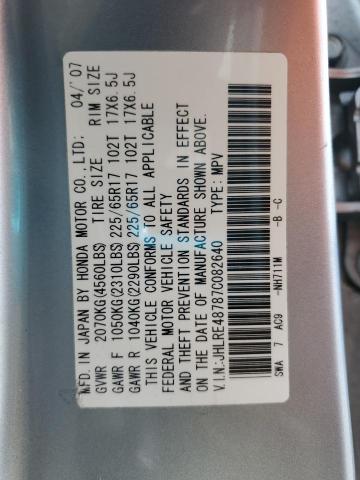 MFD. IN JAPAN BY HONDA MOTOR CO., LTD; 04/'07
GVWR 2070KG(4560LBS) TIRE SIZE RIM SIZE
GAWR F 1050KG(2310LBS) 225/65R17 102T 17X6.5J
GAWR R 1040KG(2290LBS) 225/65R17 102T 17X6.5J
THIS VEHICLE CONFORMS TO ALL APPLICABLE
FEDERAL MOTOR VEHICLE SAFETY
AND THEFT PREVENTION STANDARDS IN EFFECT
ON THE DATE OF MANUFACTURE SHOWN ABOVE.
V.I.N:JHLRE48787C082640 TYPE: MPV
SWA 7 AC9 -NH711M -B -C